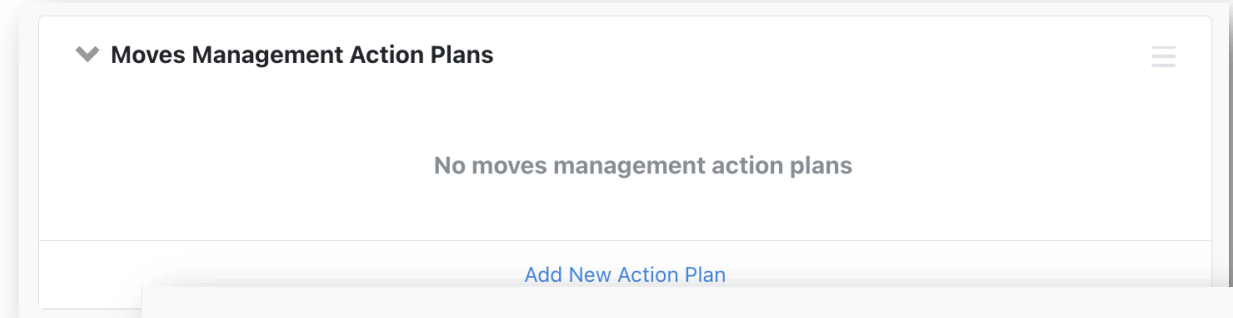 Moves Management Action Plans
No moves management action plans
Add New Action Plan